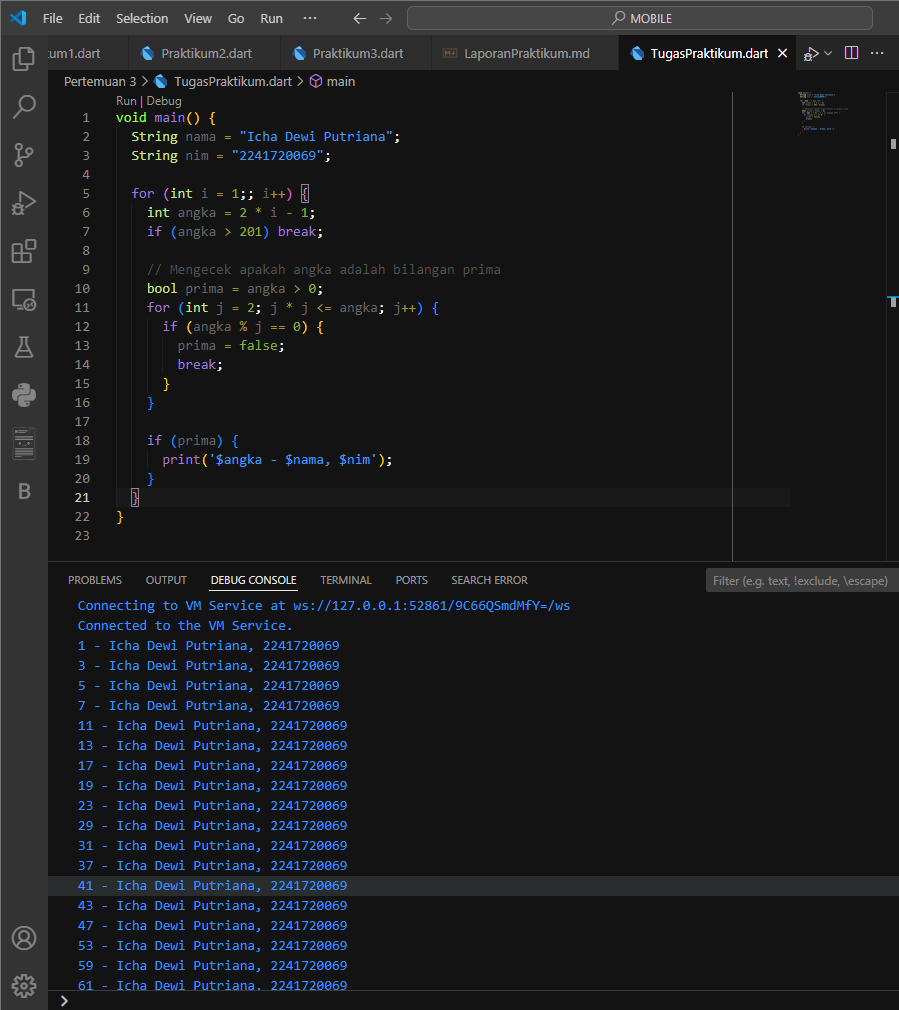 File Edit Selection View Go Run ··· MOBILE
um1.dart Praktikum2.dart Praktikum3.dart LaporanPraktikum.md TugasPraktikum.dart
Pertemuan 3 > TugasPraktikum.dart > main
Run | Debug
1 void main() {
2 String nama = "Icha Dewi Putriana";
3 String nim = "2241720069";
4
5 for (int i = 1;; i++) {
6 int angka = 2 * i - 1;
7 if (angka > 201) break;
8
9 // Mengecek apakah angka adalah bilangan prima
10 bool prima = angka > 0;
11 for (int j = 2; j * j <= angka; j++) {
12 if (angka % j == 0) {
13 prima = false;
14 break;
15 }
16 }
17
18 if (prima) {
19 print('$angka - $nama, $nim');
20 }
21 }
22 }
23
PROBLEMS OUTPUT DEBUG CONSOLE TERMINAL PORTS SEARCH ERROR Filter (e.g. text, !exclude, \escape)
Connecting to VM Service at ws://127.0.0.1:52861/9C66QSmdMfY=/ws
Connected to the VM Service.
1 - Icha Dewi Putriana, 2241720069
3 - Icha Dewi Putriana, 2241720069
5 - Icha Dewi Putriana, 2241720069
7 - Icha Dewi Putriana, 2241720069
11 - Icha Dewi Putriana, 2241720069
13 - Icha Dewi Putriana, 2241720069
17 - Icha Dewi Putriana, 2241720069
19 - Icha Dewi Putriana, 2241720069
23 - Icha Dewi Putriana, 2241720069
29 - Icha Dewi Putriana, 2241720069
31 - Icha Dewi Putriana, 2241720069
37 - Icha Dewi Putriana, 2241720069
41 - Icha Dewi Putriana, 2241720069
43 - Icha Dewi Putriana, 2241720069
47 - Icha Dewi Putriana, 2241720069
53 - Icha Dewi Putriana, 2241720069
59 - Icha Dewi Putriana, 2241720069
61 - Icha Dewi Putriana, 2241720069
B